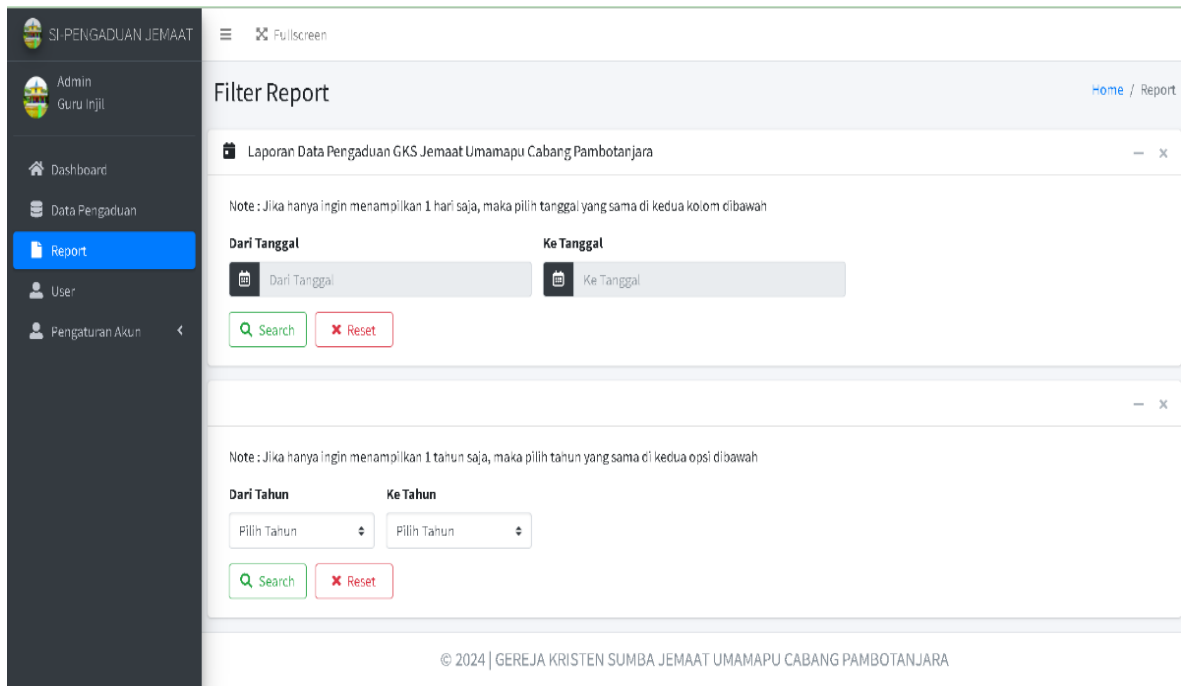 SI-PENGADUAN JEMAAT
Fullscreen
Admin
Guru Injil
Dashboard
Data Pengaduan
Report
User
Pengaturan Akun
Filter Report
Home / Report
Laporan Data Pengaduan GKS Jemaat Umamapu Cabang Pambotanjara
Note : Jika hanya ingin menampilkan 1 hari saja, maka pilih tanggal yang sama di kedua kolom dibawah
Dari Tanggal Ke Tanggal
Dari Tanggal Ke Tanggal
Search Reset
Note : Jika hanya ingin menampilkan 1 tahun saja, maka pilih tahun yang sama di kedua opsi dibawah
Dari Tahun Ke Tahun
Pilih Tahun Pilih Tahun
Search Reset
© 2024 | GEREJA KRISTEN SUMBA JEMAAT UMAMAPU CABANG PAMBOTANJARA